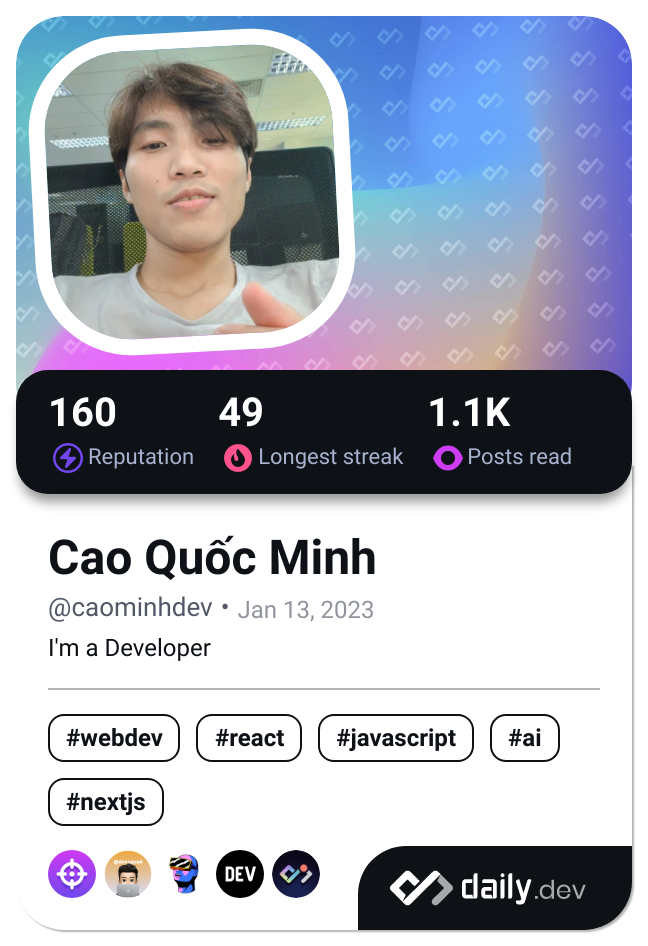 160 49 1.1K
Reputation Longest streak Posts read
Cao Quốc Minh
@caominhdev • Jan 13, 2023
I'm a Developer
#webdev #react #javascript #ai
#nextjs
DEV
daily.dev